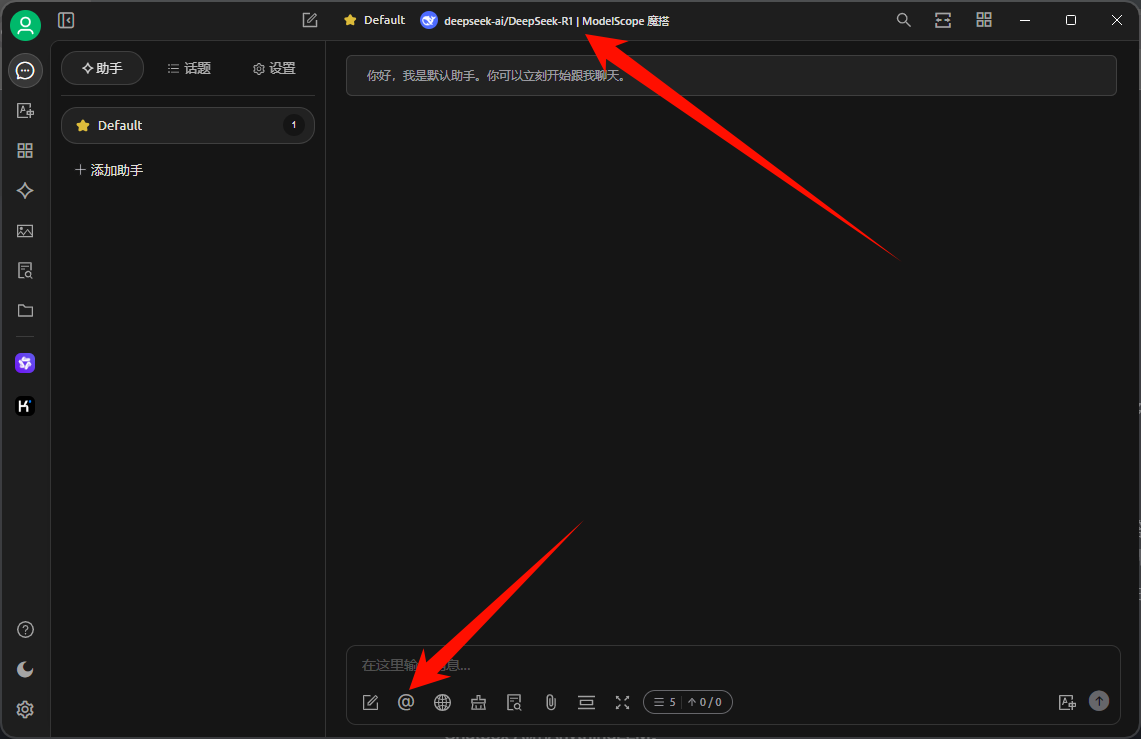 Default deepseek-ai/DeepSeek-R1 | ModelScope 魔搭
助手 话题 设置
你好，我是默认助手。你可以立刻开始跟我聊天。
Default 1
添加助手
在这里输 息...
@ 5 0 / 0